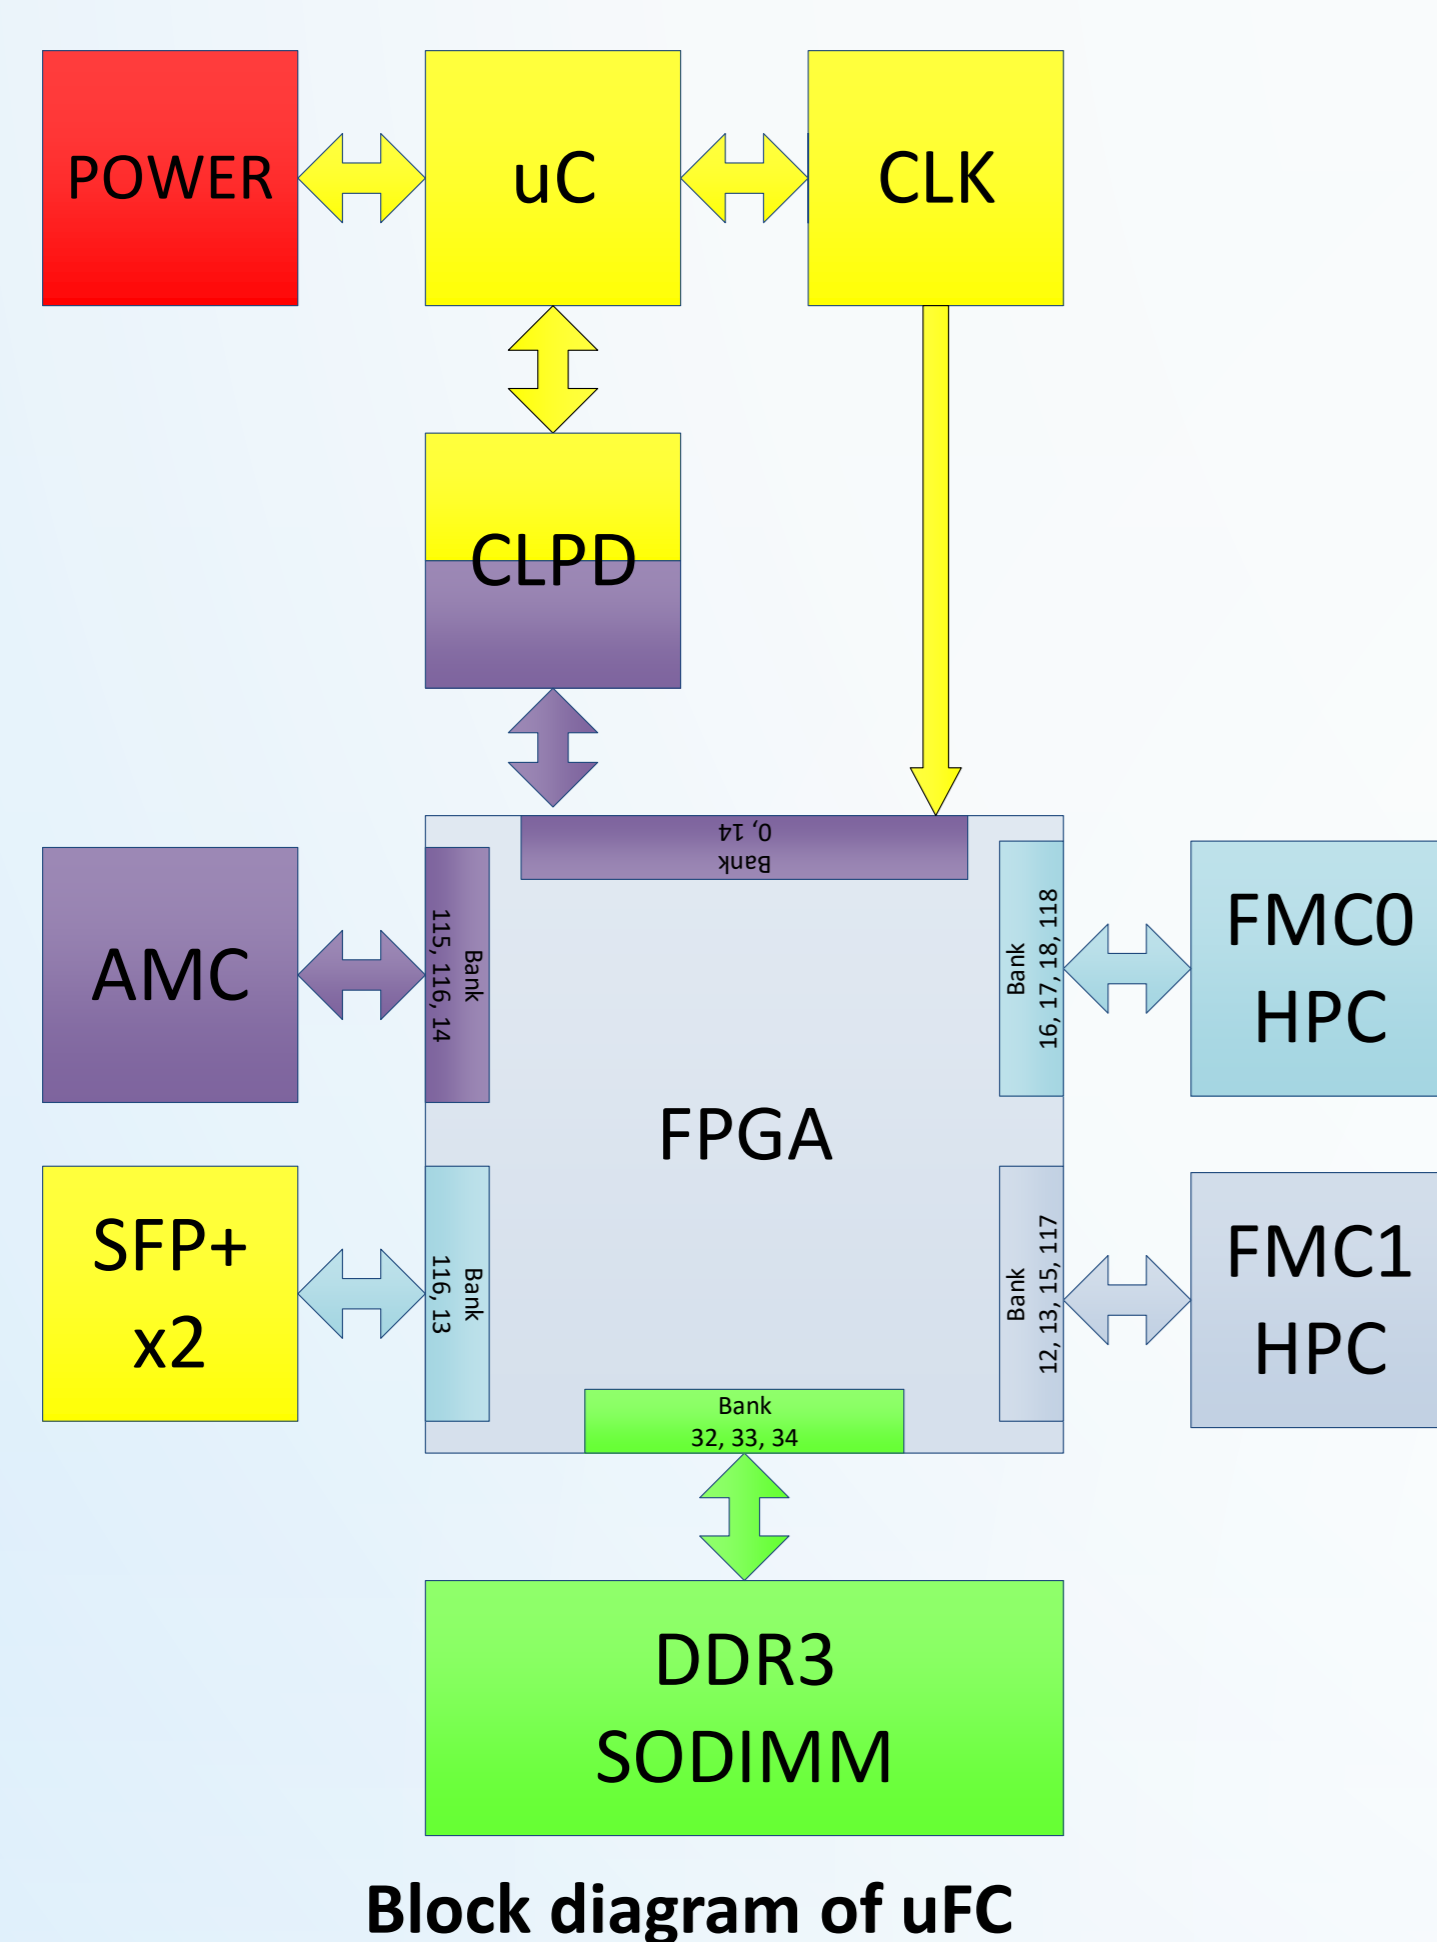 POWER
uC
CLK
CLPD
Bank
0, 14
AMC
Bank
115, 116, 14
Bank
16, 17, 18, 118
FMC0
HPC
FPGA
SFP+
x2
Bank
116, 13
Bank
12, 13, 15, 117
FMC1
HPC
Bank
32, 33, 34
DDR3
SODIMM
Block diagram of uFC